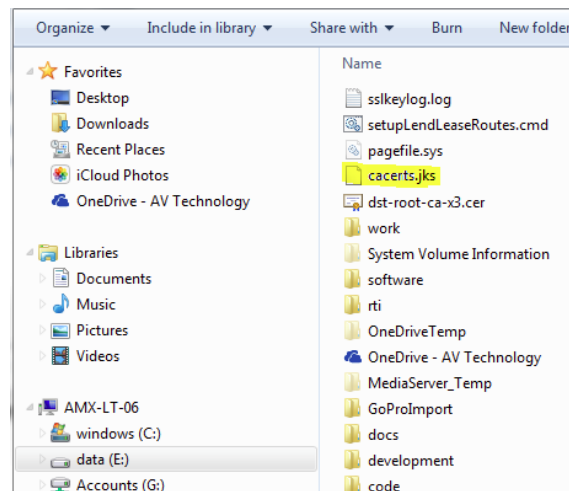 Organize Include in library Share with Burn New folder
Favorites
Desktop
Downloads
Recent Places
iCloud Photos
OneDrive - AV Technology
Libraries
Documents
Music
Pictures
Videos
AMX-LT-06
windows (C:)
data (E:)
Accounts (G:)
Name
sslkeylog.log
setupLendLeaseRoutes.cmd
pagefile.sys
cacerts.jks
dst-root-ca-x3.cer
work
System Volume Information
software
rti
OneDriveTemp
OneDrive - AV Technology
MediaServer_Temp
GoProImport
docs
development
code